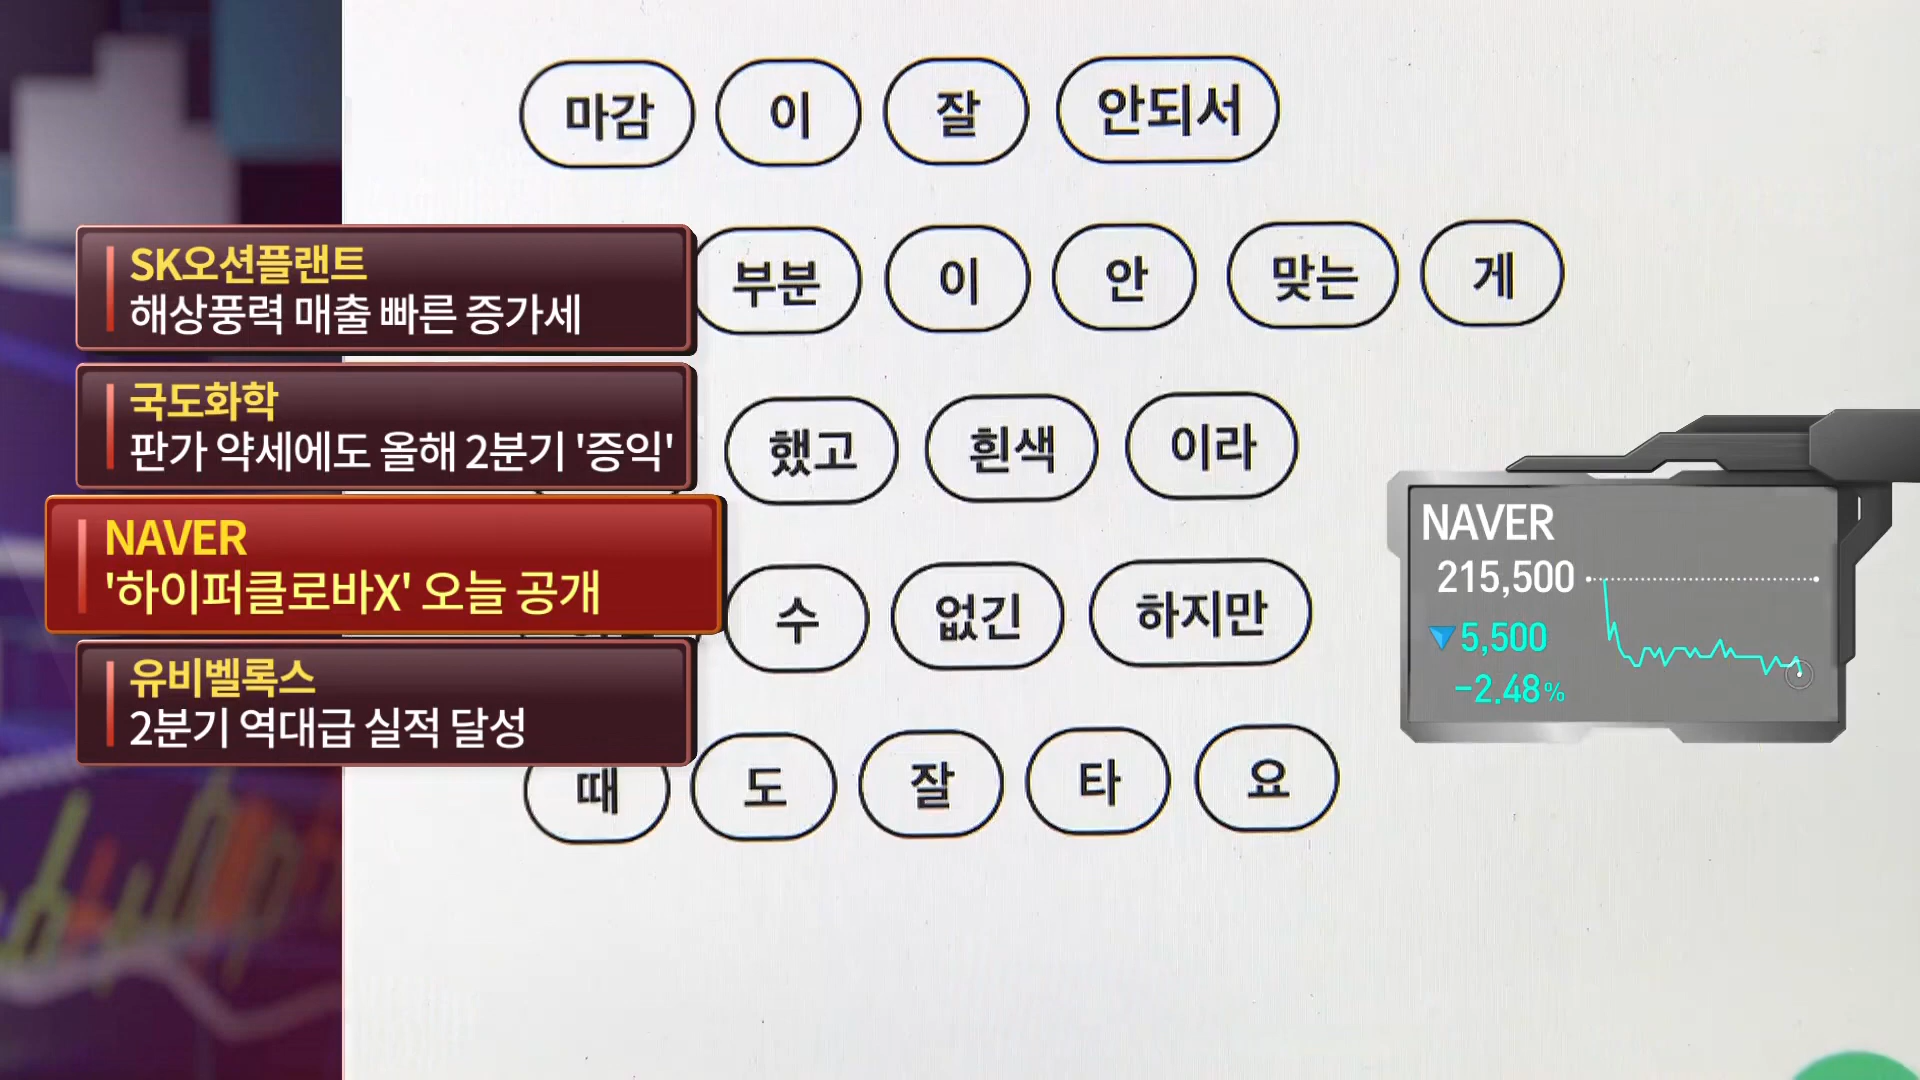 마감 이 잘 안되서
부분 이 안 맞는 게
했고 흰색 이라
수 없긴 하지만
때 도 잘 타 요
SK오션플랜트
해상풍력 매출 빠른 증가세
국도화학
판가 약세에도 올해 2분기 '증익'
NAVER
'하이퍼클로바X' 오늘 공개
유비벨록스
2분기 역대급 실적 달성
NAVER
215,500
▼5,500
-2.48%